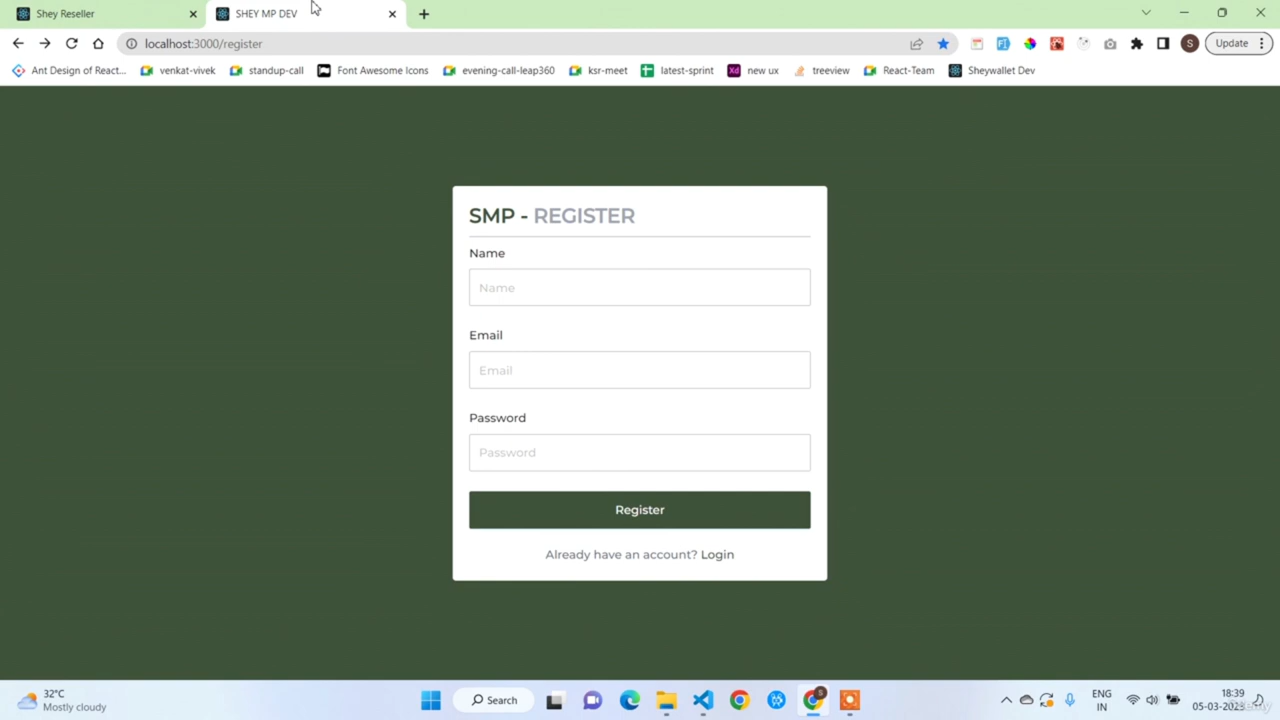 Shey Reseller
SHEY MP DEV
localhost:3000/register
Update
Ant Design of React...
venkat-vivek
standup-call
Font Awesome Icons
evening-call-leap360
ksr-meet
latest-sprint
new ux
treeview
React-Team
Sheywallet Dev
SMP - REGISTER
Name
Name
Email
Email
Password
Password
Register
Already have an account? Login
32°C
Mostly cloudy
Search
ENG
IN
18:39
05-03-2023